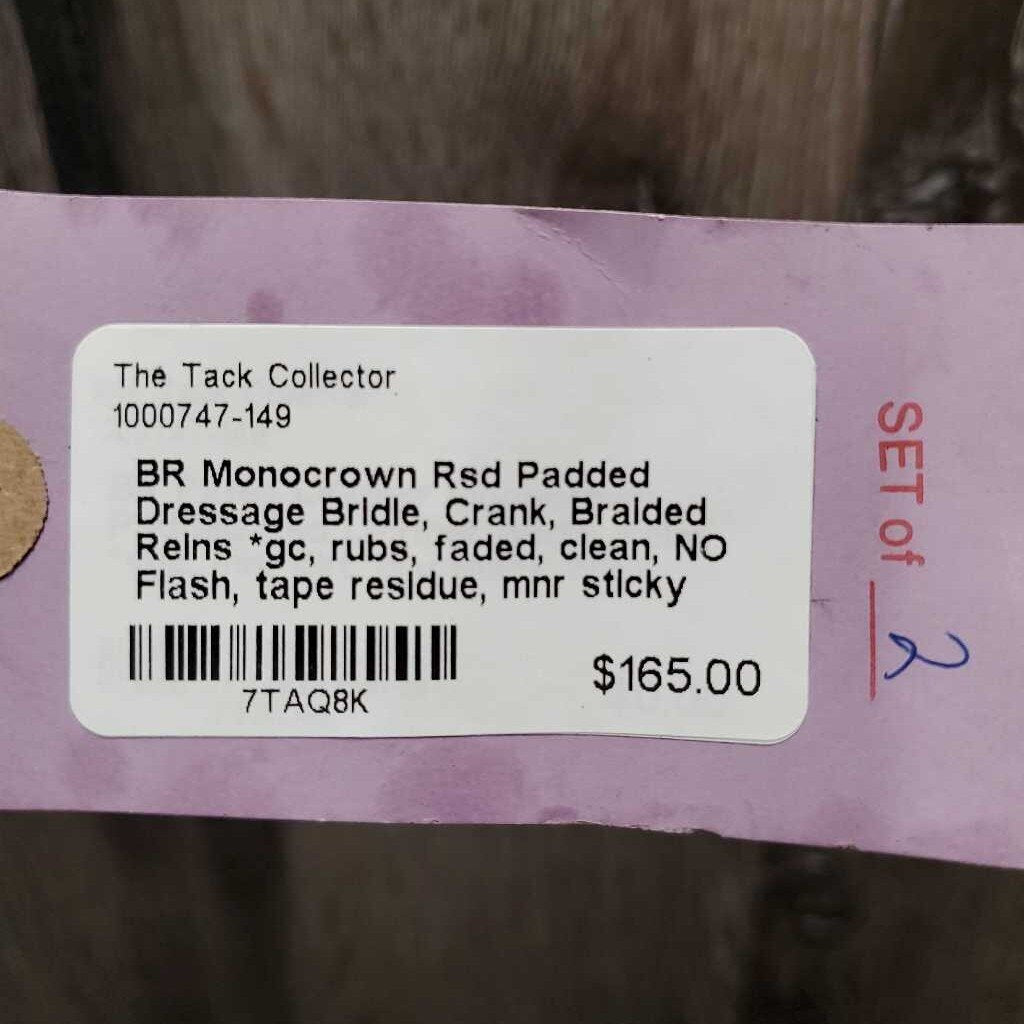 The Tack Collector
1000747-149
BR Monocrown Rsd Padded
Dressage Bridle, Crank, Braided
Reins *gc, rubs, faded, clean, NO
Flash, tape residue, mnr sticky
7TAQ8K
$165.00
SET of 2